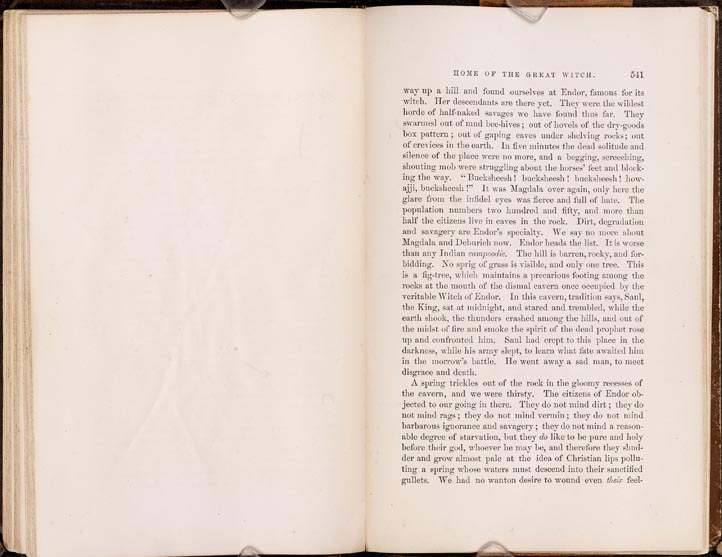 HOME OF THE GREAT WITCH. 541
way up a hill and found ourselves at Endor, famous for its
witch. Her descendants are there yet. They were the wildest
horde of half-naked savages we have found thus far. They
swarmed out of mud bee-hives; out of hovels of the dry-goods
box pattern; out of gaping caves under shelving rocks; out
of crevices in the earth. In five minutes the dead solitude and
silence of the place were no more, and a begging, screeching,
shouting mob were struggling about the horses' feet and block-
ing the way. "Bucksheesh! bucksheesh! bucksheesh! how-
ajji, bucksheesh!" It was Magdala over again, only here the
glare from the infidel eyes was fierce and full of hate. The
population numbers two hundred and fifty, and more than
half the citizens live in caves in the rock. Dirt, degradation
and savagery are Endor's specialty. We say no more about
Magdala and Deburieh now. Endor heads the list. It is worse
than any Indian campoodie. The hill is barren, rocky, and for-
bidding. No sprig of grass is visible, and only one tree. This
is a fig-tree, which maintains a precarious footing among the
rocks at the mouth of the dismal cavern once occupied by the
veritable Witch of Endor. In this cavern, tradition says, Saul,
the King, sat at midnight, and stared and trembled, while the
earth shook, the thunders crashed among the hills, and out of
the midst of fire and smoke the spirit of the dead prophet rose
up and confronted him. Saul had crept to this place in the
darkness, while his army slept, to learn what fate awaited him
in the morrow's battle. He went away a sad man, to meet
disgrace and death.
A spring trickles out of the rock in the gloomy recesses of
the cavern, and we were thirsty. The citizens of Endor ob-
jected to our going in there. They do not mind dirt; they do
not mind rags; they do not mind vermin; they do not mind
barbarous ignorance and savagery; they do not mind a reason-
able degree of starvation, but they do like to be pure and holy
before their god, whoever he may be, and therefore they shud-
der and grow almost pale at the idea of Christian lips pollu-
ting a spring whose waters must descend into their sanctified
gullets. We had no wanton desire to wound even their feel-